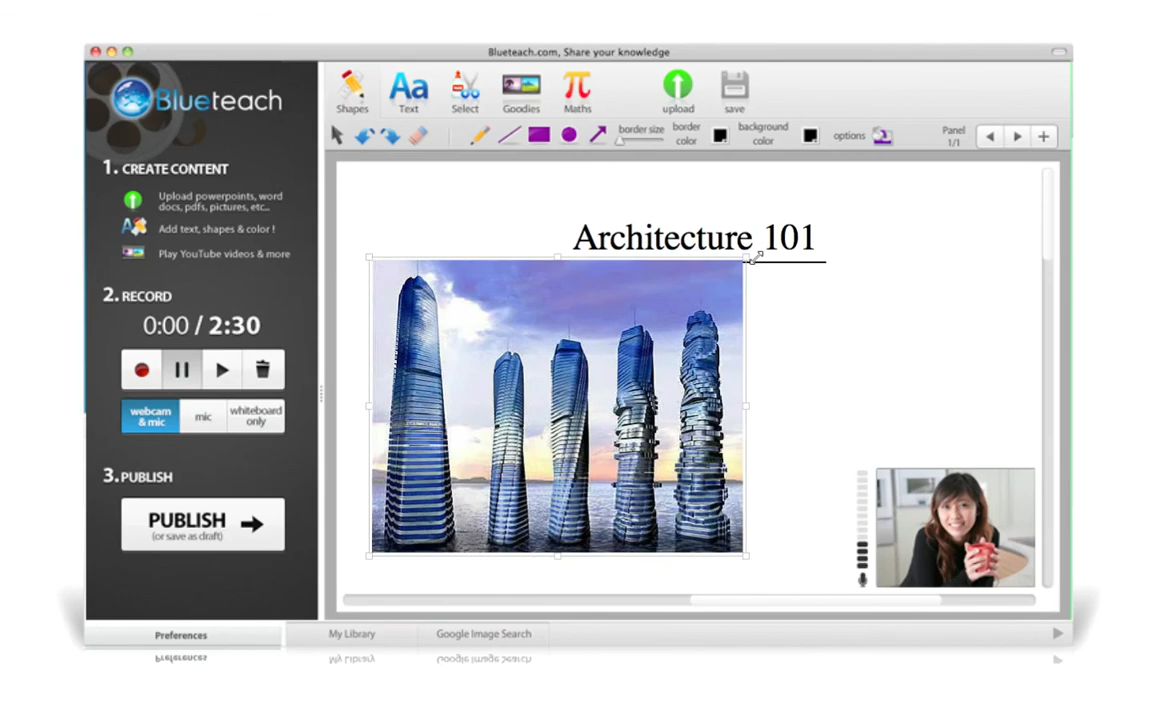 Blueteach.com, Share your knowledge
Blueteach
Shapes
Text
Aa
Select
Goodies
Maths
π
upload
save
border size
border
color
background
color
options
Panel
1/1
1. CREATE CONTENT
Upload powerpoints, word
docs, pdfs, pictures, etc...
Add text, shapes & color !
Play YouTube videos & more
2. RECORD
0:00 / 2:30
webcam
& mic
mic
whiteboard
only
3. PUBLISH
PUBLISH
(or save as draft)
Architecture 101
Preferences
My Library
Google Image Search